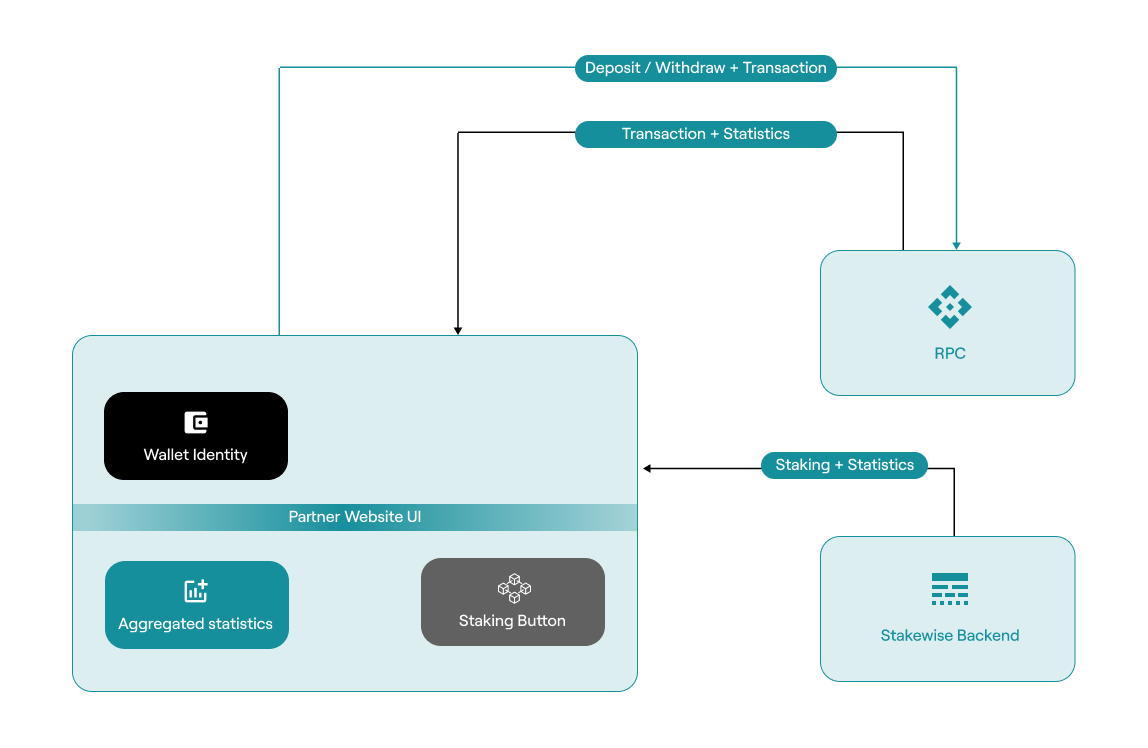 Deposit / Withdraw + Transaction
Transaction + Statistics
RPC
Wallet Identity
Staking + Statistics
Partner Website UI
Aggregated statistics
Staking Button
Stakewise Backend